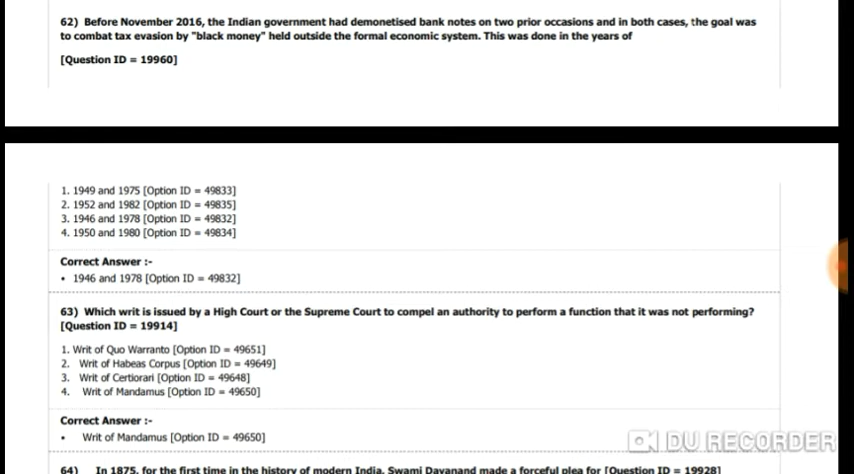 62) Before November 2016, the Indian government had demonetised bank notes on two prior occasions and in both cases, the goal was
to combat tax evasion by "black money" held outside the formal economic system. This was done in the years of
[Question ID = 19960]
1. 1949 and 1975 [Option ID = 49833]
2. 1952 and 1982 [Option ID = 49835]
3. 1946 and 1978 [Option ID = 49832]
4. 1950 and 1980 [Option ID = 49834]
Correct Answer :-
• 1946 and 1978 [Option ID = 49832]
63) Which writ is issued by a High Court or the Supreme Court to compel an authority to perform a function that it was not performing?
[Question ID = 19914]
1. Writ of Quo Warranto [Option ID = 49651]
2. Writ of Habeas Corpus [Option ID = 49649]
3. Writ of Certiorari [Option ID = 49648]
4. Writ of Mandamus [Option ID = 49650]
Correct Answer :-
• Writ of Mandamus [Option ID = 49650]
DU RECORDER
64) In 1875, for the first time in the history of modern India, Swami Dayanand made a forceful plea for [Question ID = 19928]